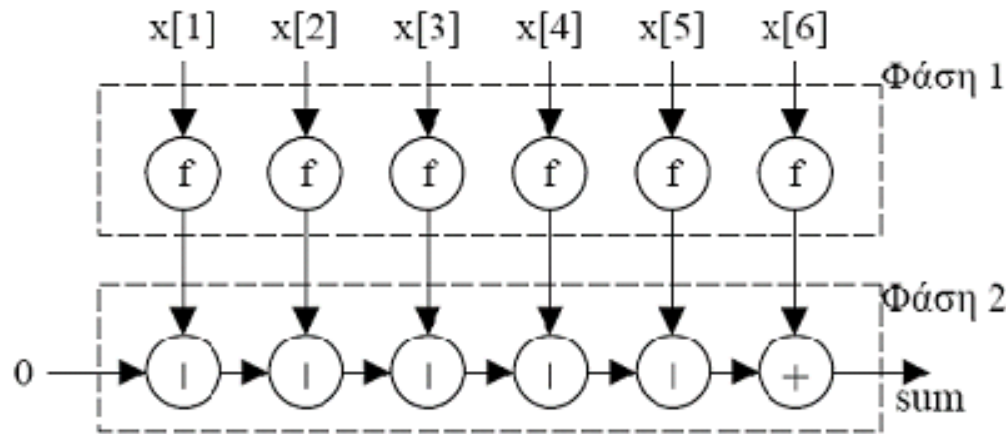 x[1] x[2] x[3] x[4] x[5] x[6]
Φάση 1
f f f f f f
Φάση 2
0 | | | | | +
sum